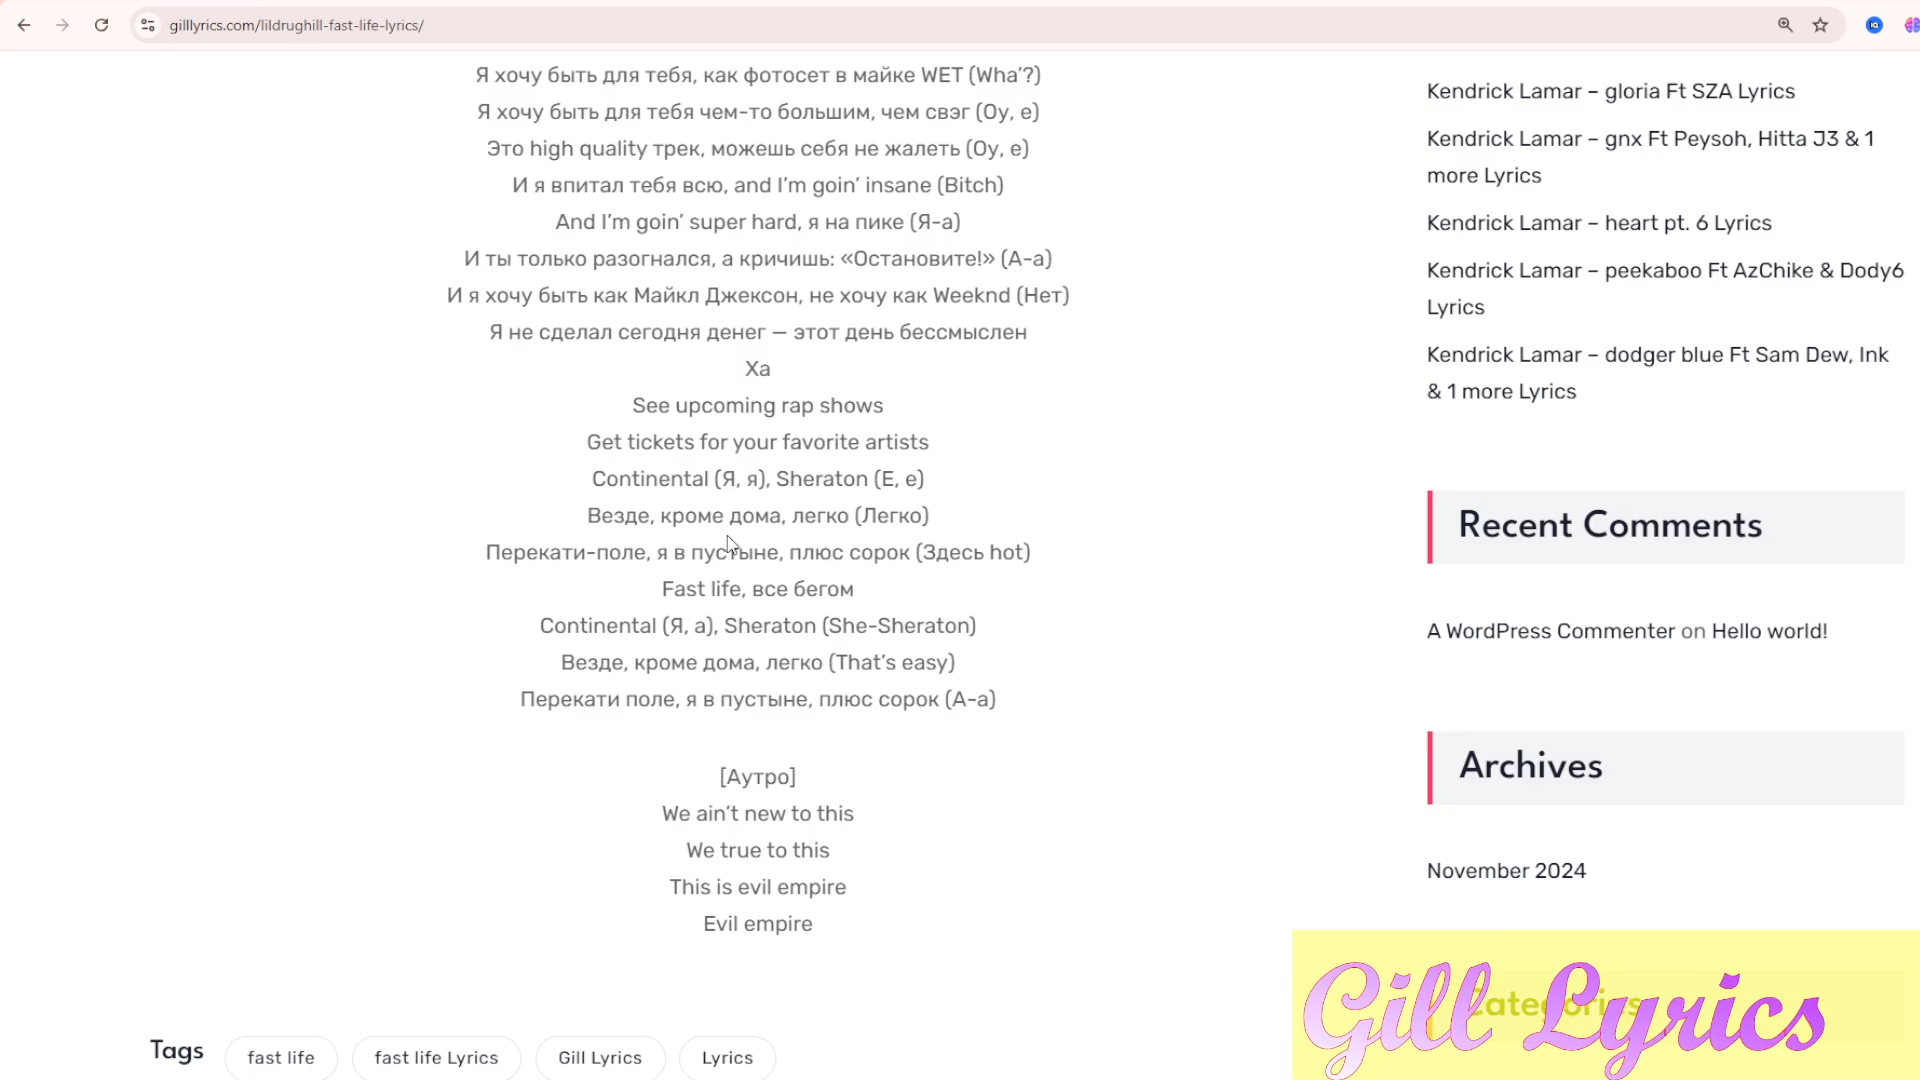 gilllyrics.com/lildrughill-fast-life-lyrics/
Я хочу быть для тебя, как фотосет в майке WET (Wha’?)
Я хочу быть для тебя чем-то большим, чем свэг (Оу, е)
Это high quality трек, можешь себя не жалеть (Оу, е)
И я впитал тебя всю, and I’m goin’ insane (Bitch)
And I’m goin’ super hard, я на пике (Я-а)
И ты только разогнался, а кричишь: «Остановите!» (А-а)
И я хочу быть как Майкл Джексон, не хочу как Weeknd (Нет)
Я не сделал сегодня денег — этот день бессмыслен
Ха
See upcoming rap shows
Get tickets for your favorite artists
Continental (Я, я), Sheraton (Е, е)
Везде, кроме дома, легко (Легко)
Перекати-поле, я в пустыне, плюс сорок (Здесь hot)
Fast life, все бегом
Continental (Я, а), Sheraton (She-Sheraton)
Везде, кроме дома, легко (That’s easy)
Перекати поле, я в пустыне, плюс сорок (А-а)
[Аутро]
We ain’t new to this
We true to this
This is evil empire
Evil empire
Tags
fast life
fast life Lyrics
Gill Lyrics
Lyrics
Kendrick Lamar – gloria Ft SZA Lyrics
Kendrick Lamar – gnx Ft Peysoh, Hitta J3 & 1
more Lyrics
Kendrick Lamar – heart pt. 6 Lyrics
Kendrick Lamar – peekaboo Ft AzChike & Dody6
Lyrics
Kendrick Lamar – dodger blue Ft Sam Dew, Ink
& 1 more Lyrics
Recent Comments
A WordPress Commenter on Hello world!
Archives
November 2024
Categories
Gill Lyrics